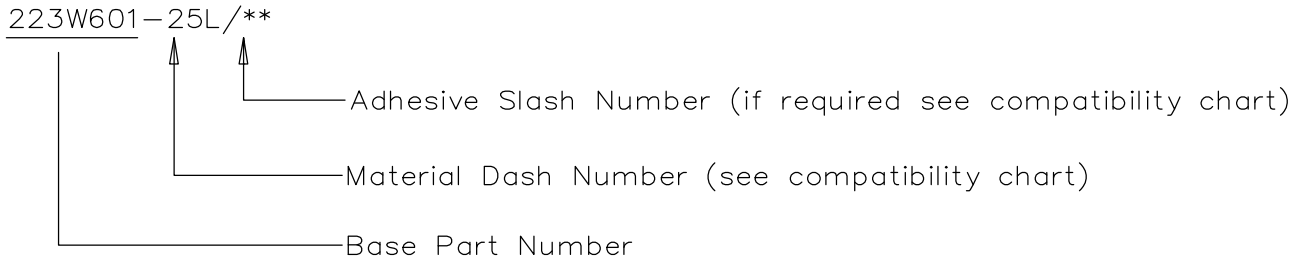 223W601-25L/**
Adhesive Slash Number (if required see compatibility chart)
Material Dash Number (see compatibility chart)
Base Part Number